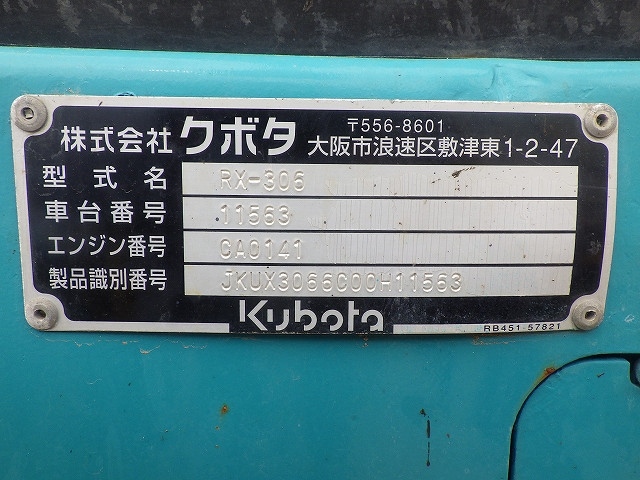 株式会社 クボタ 〒556-8601
大阪市浪速区敷津東1-2-47
型式名 RX-306
車台番号 11563
エンジン番号 CA0141
製品識別番号 JKUX3066C00H11563
Kubota
RB451-57821